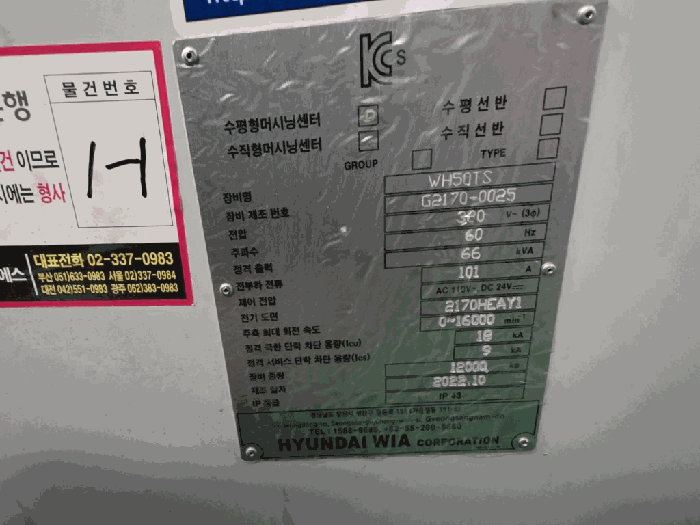 물건번호
H
은행
건 이므로
시에는 형사
에스
대표전화 02-337-0983
부산 051)633-0983 서울 02)337-0984
대전 042)551-0983 광주 062)383-0983
KCs
수평형머시닝센터
수평선반
수직형머시닝센터
수직선반
GROUP
TYPE
장비명 WH50TS
장비 제조 번호 G2170-0025
전압 380 V~ (3ø)
주파수 60 Hz
정격 출력 66 kVA
전부하 전류 101 A
제어 전압 AC 110V~, DC 24V
전기 도면 2170HEAY1
주축 최대 회전 속도 0~16000 min
정격 극한 단락 차단 용량(Icu) 18 kA
정격 서비스 단락 차단 용량(Ics) 9 kA
장비 중량 12000 kg
제조 일자 2022.10
IP 등급 IP 43
HYUNDAI WIA CORPORATION